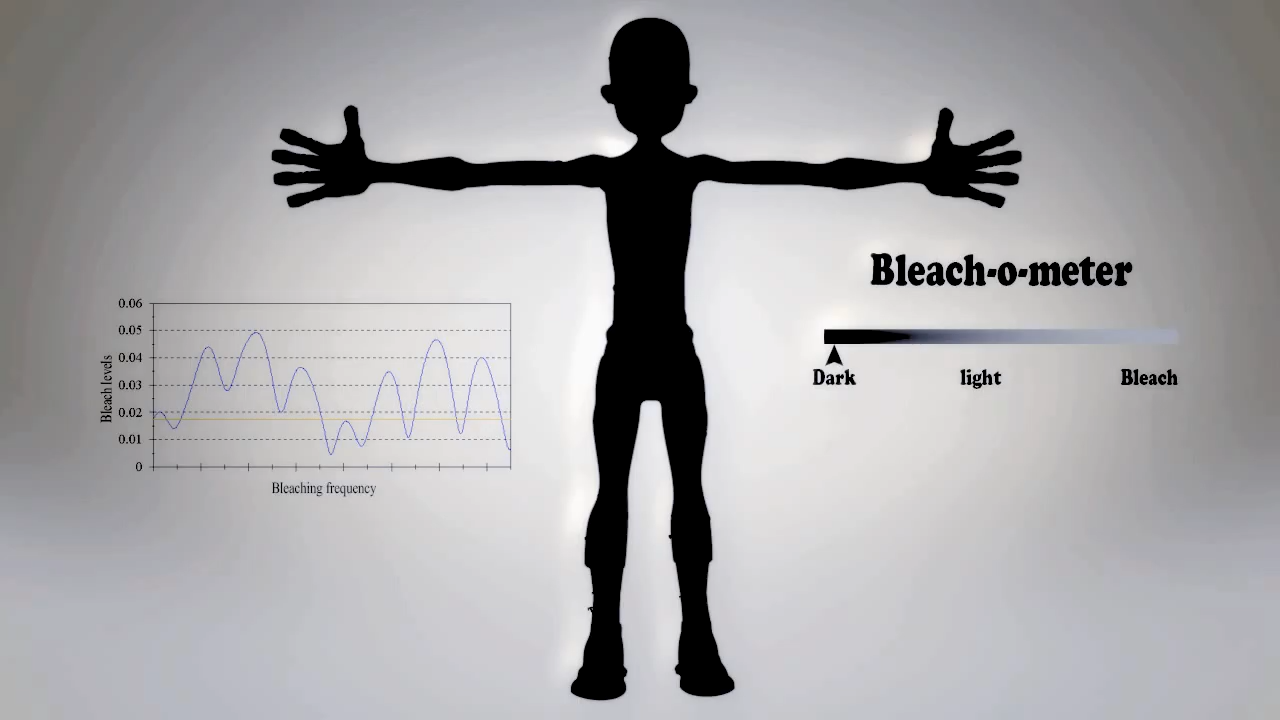 Bleach-o-meter
Dark light Bleach
0.06
0.05
0.04
0.03
0.02
0.01
0
Bleach levels
Bleaching frequency